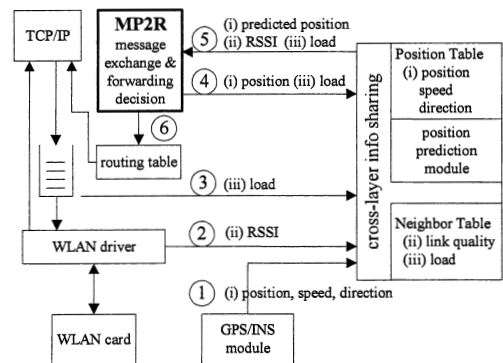 TCP/IP
MP2R
message
exchange &
forwarding
decision
5 (i) predicted position
(ii) RSSI (iii) load
4 (i) position (iii) load
6
routing table
3 (iii) load
WLAN driver
2 (ii) RSSI
1 (i) position, speed, direction
WLAN card
GPS/INS
module
cross-layer info sharing
Position Table
(i) position
speed
direction
position
prediction
module
Neighbor Table
(ii) link quality
(iii) load